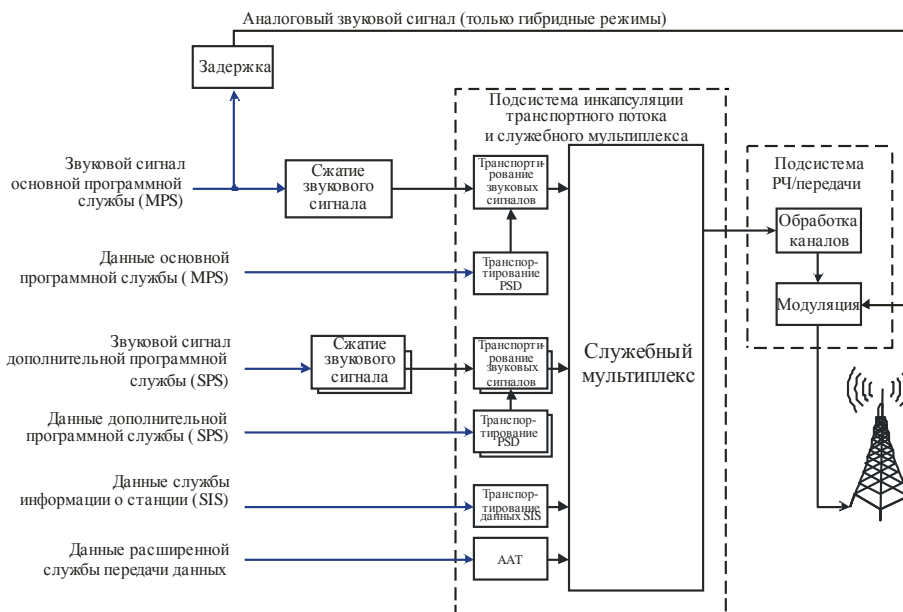 Аналоговый звуковой сигнал (только гибридные режимы)
Задержка
Подсистема инкапсуляции
транспортного потока
и служебного мультиплекса
Звуковой сигнал
основной программной
службы (MPS)
Сжатие
звукового
сигнала
Транспорти-
рование
звуковых
сигналов
Подсистема
РЧ/передачи
Обработка
каналов
Данные основной
программной службы ( MPS)
Транспор-
тирование
PSD
Модуляция
Звуковой сигнал
дополнительной программной
службы (SPS)
Сжатие
звукового
сигнала
Транспорти-
рование
звуковых
сигналов
Служебный
мультиплекс
Данные дополнительной
программной службы ( SPS)
Транспор-
тирование
PSD
Данные службы
информации о станции (SIS)
Транспор-
тирование
данных SIS
Данные расширенной
службы передачи данных
ААТ